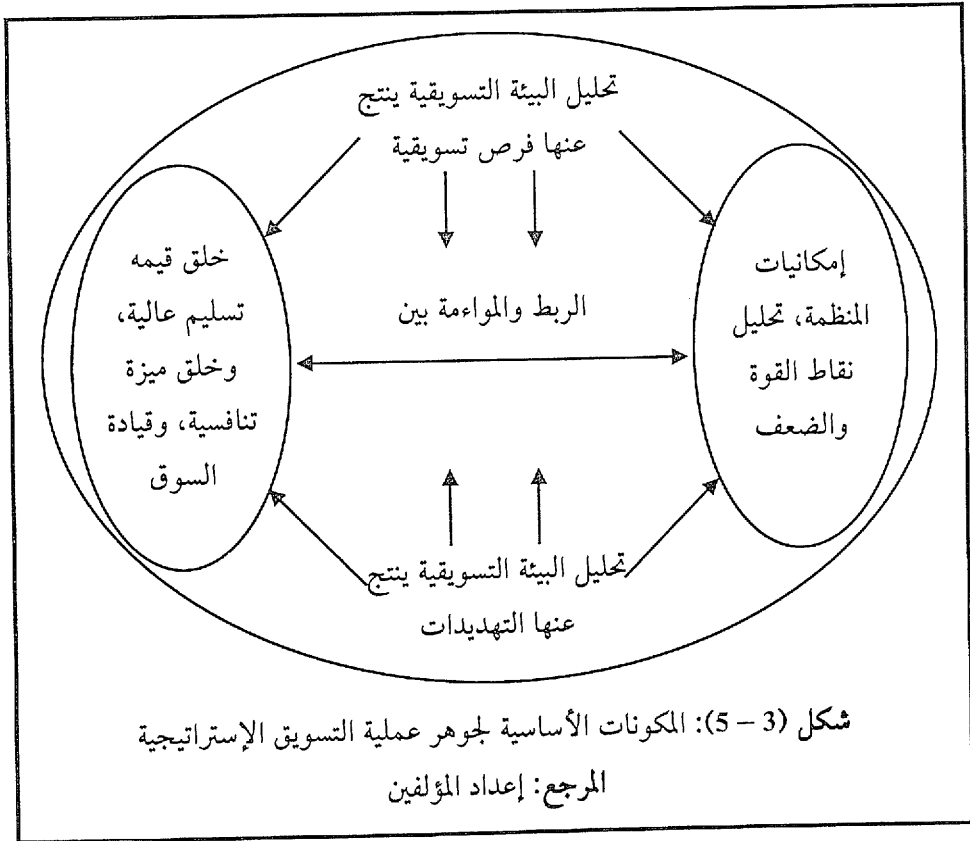 تحليل البيئة التسويقية ينتج
عنها فرص تسويقية
إمكانيات
المنظمة، تحليل
نقاط القوة
والضعف
الربط والمواءمة بين
خلق قيمه
تسليم عالية،
وخلق ميزة
تنافسية، وقيادة
السوق
تحليل البيئة التسويقية ينتج
عنها التهديدات
شكل (3 – 5): المكونات الأساسية لجوهر عملية التسويق الإستراتيجية
المرجع: إعداد المؤلفين